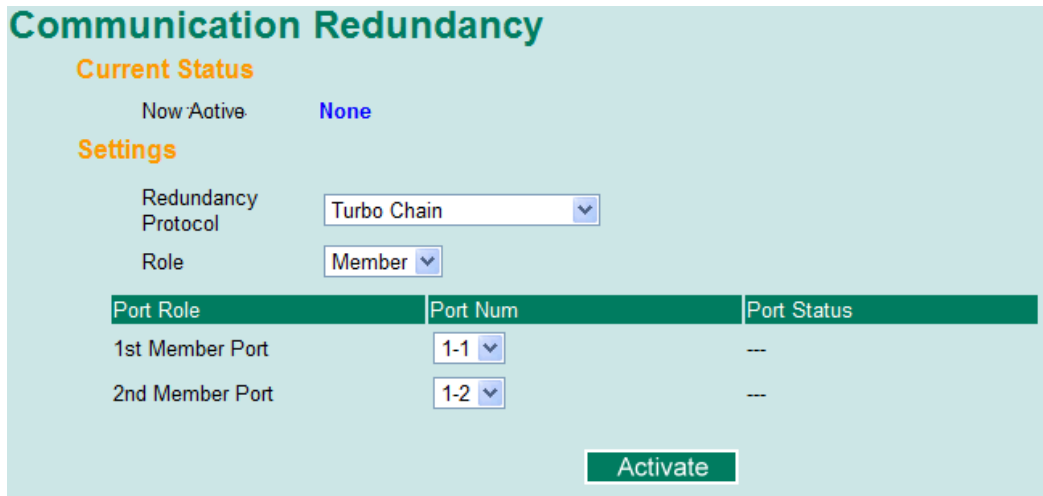 Communication Redundancy
Current Status
Now Active None
Settings
Redundancy
Protocol
Turbo Chain
Role Member
Port Role Port Num Port Status
1st Member Port 1-1 ---
2nd Member Port 1-2 ---
Activate